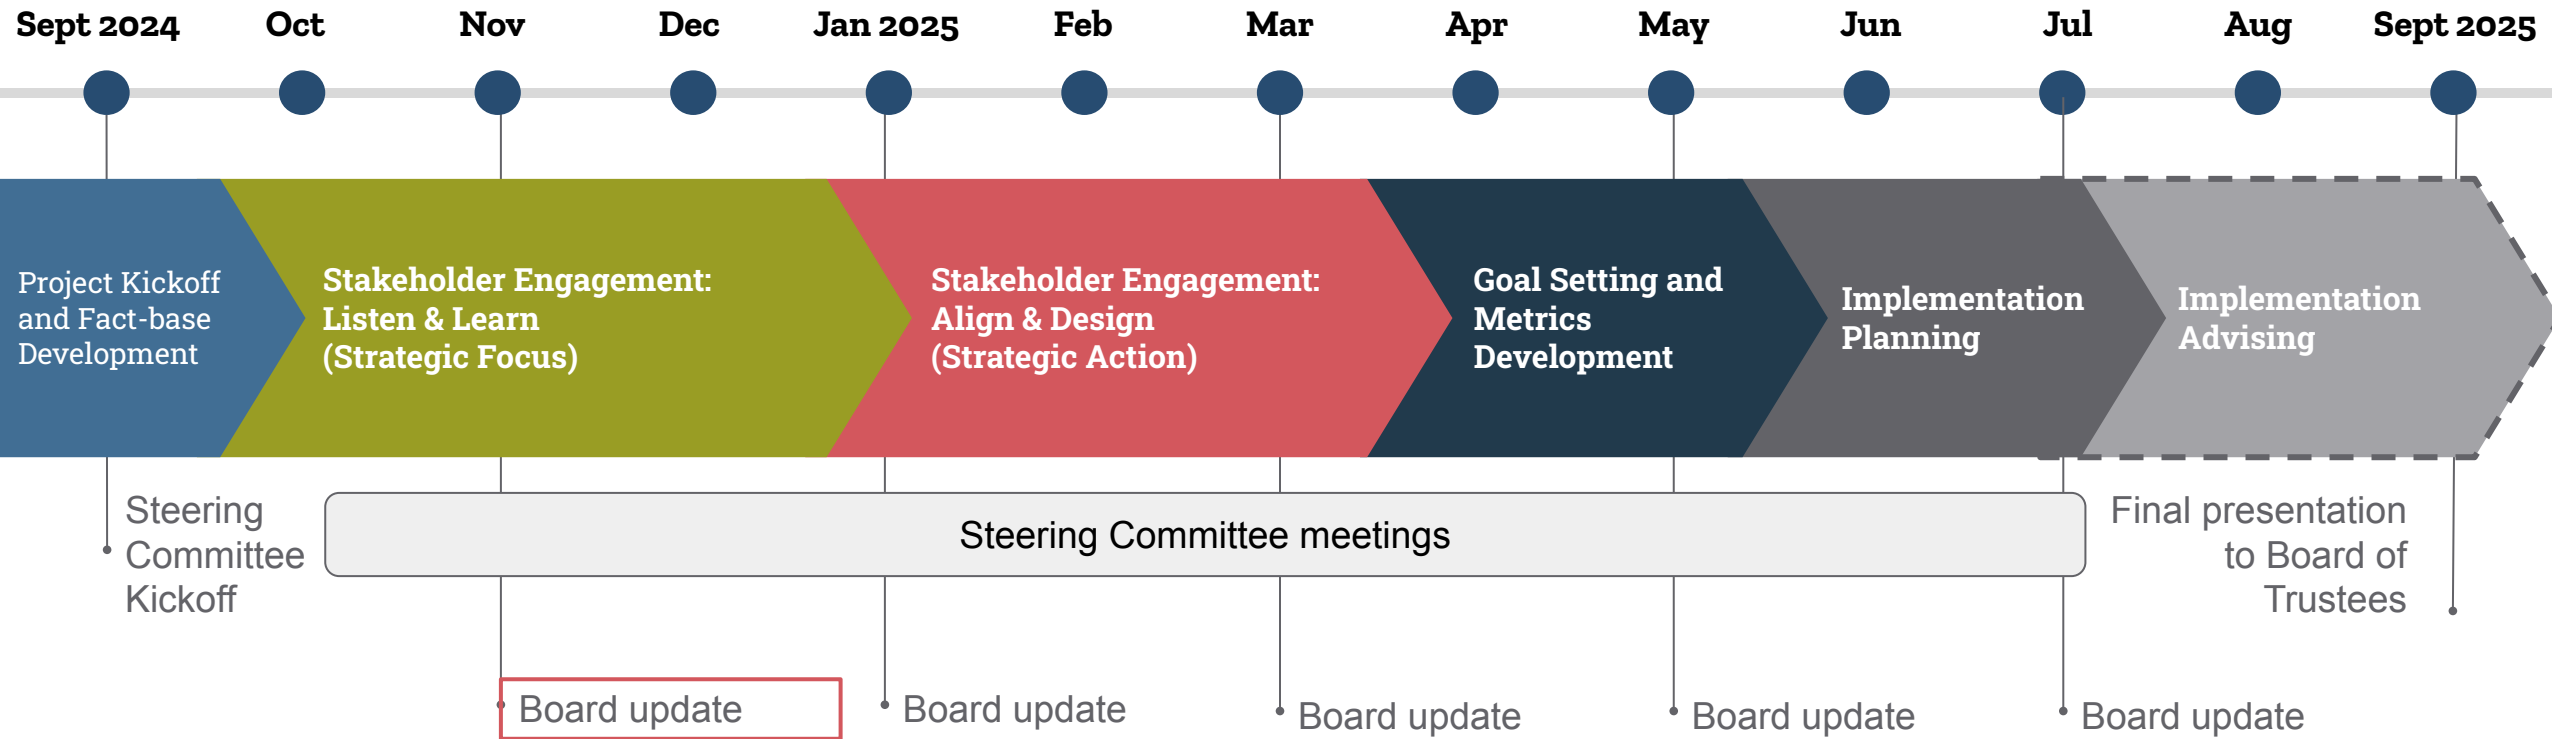 Sept 2024 Oct Nov Dec Jan 2025 Feb Mar Apr May Jun Jul Aug Sept 2025
Project Kickoff
and Fact-base
Development
Stakeholder Engagement:
Listen & Learn
(Strategic Focus)
Stakeholder Engagement:
Align & Design
(Strategic Action)
Goal Setting and
Metrics
Development
Implementation
Planning
Implementation
Advising
Steering
Committee
Kickoff
Steering Committee meetings
Final presentation
to Board of
Trustees
Board update
Board update
Board update
Board update
Board update